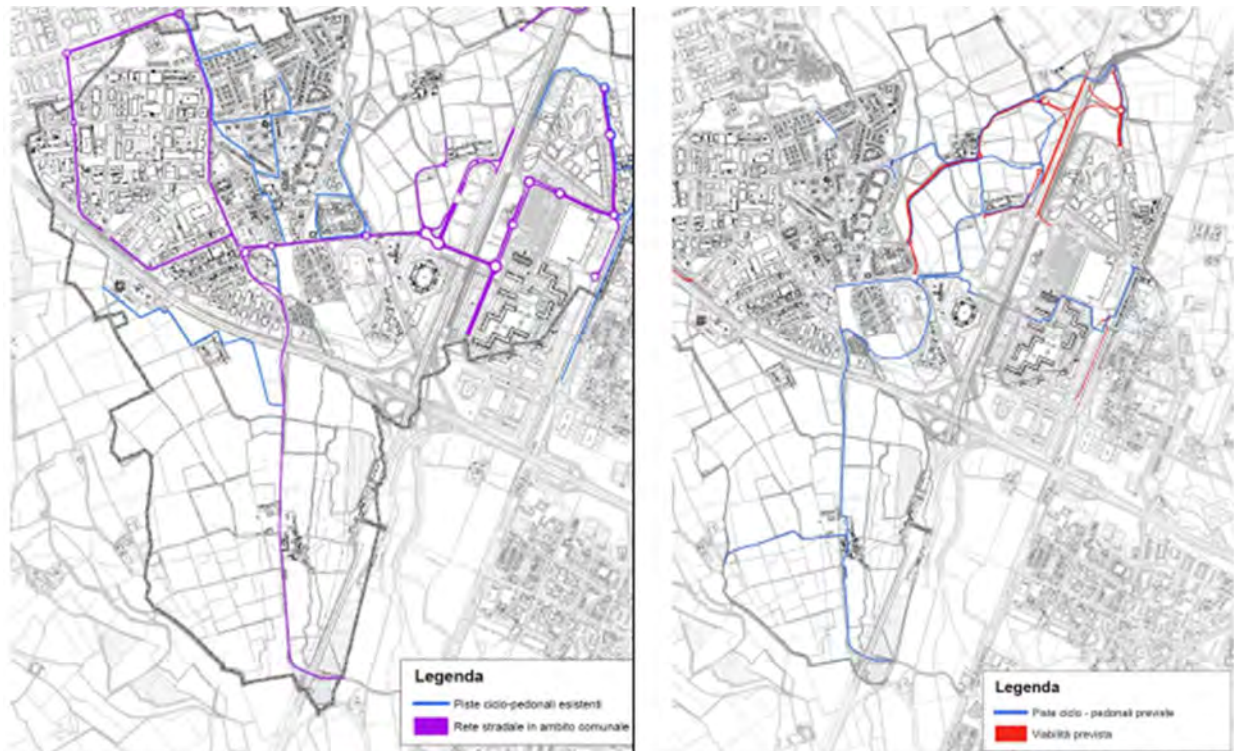 Legenda
Piste ciclo-pedonali esistenti
Rete stradale in ambito comunale
Legenda
Piste ciclo - pedonali previste
Viabilità prevista